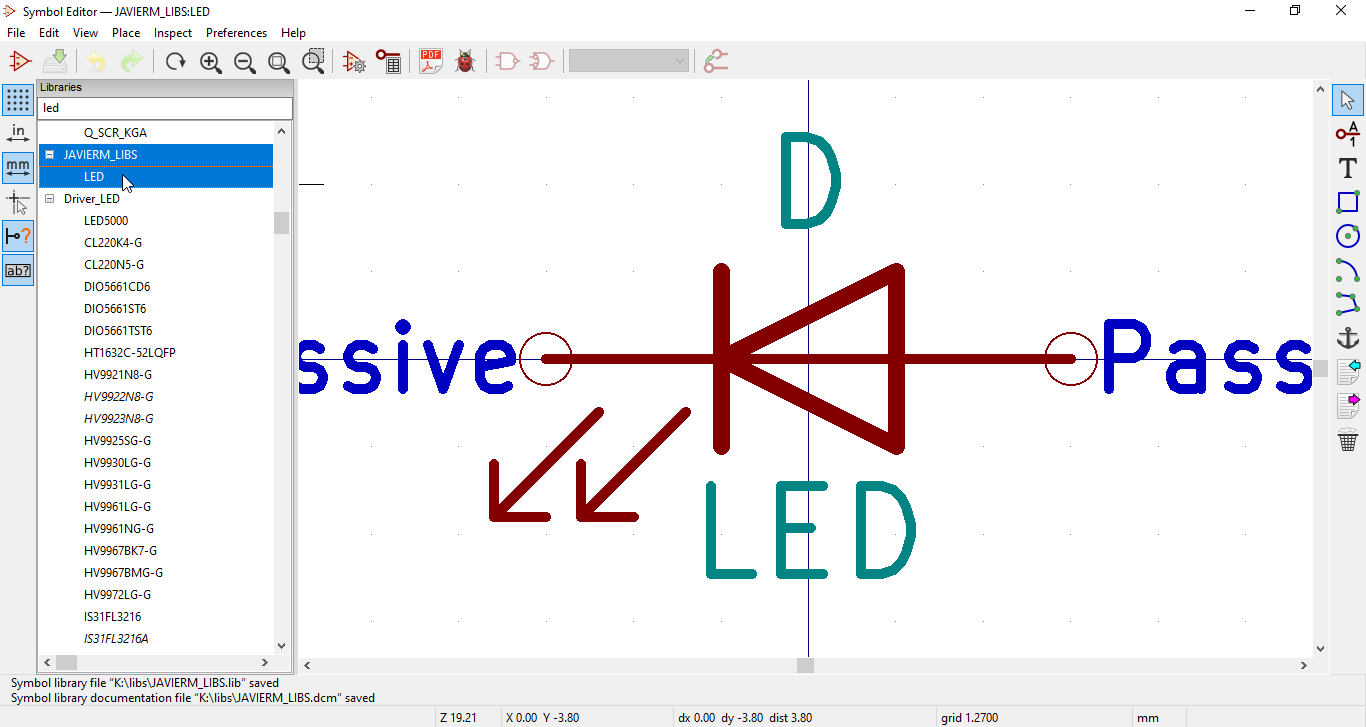 Symbol Editor — JAVIERM_LIBS:LED
File Edit View Place Inspect Preferences Help
PDF
Libraries
led
in
mm
ab?
Q_SCR_KGA
JAVIERM_LIBS
LED
Driver_LED
LED5000
CL220K4-G
CL220N5-G
DIO5661CD6
DIO5661ST6
DIO5661TST6
HT1632C-52LQFP
HV9921N8-G
HV9922N8-G
HV9923N8-G
HV9925SG-G
HV9930LG-G
HV9931LG-G
HV9961LG-G
HV9961NG-G
HV9967BK7-G
HV9967BMG-G
HV9972LG-G
IS31FL3216
IS31FL3216A
D
ssive Pass
LED
A
1
T
Symbol library file "K:\libs\JAVIERM_LIBS.lib" saved
Symbol library documentation file "K:\libs\JAVIERM_LIBS.dcm" saved
Z 19.21 X 0.00 Y -3.80 dx 0.00 dy -3.80 dist 3.80 grid 1.2700 mm